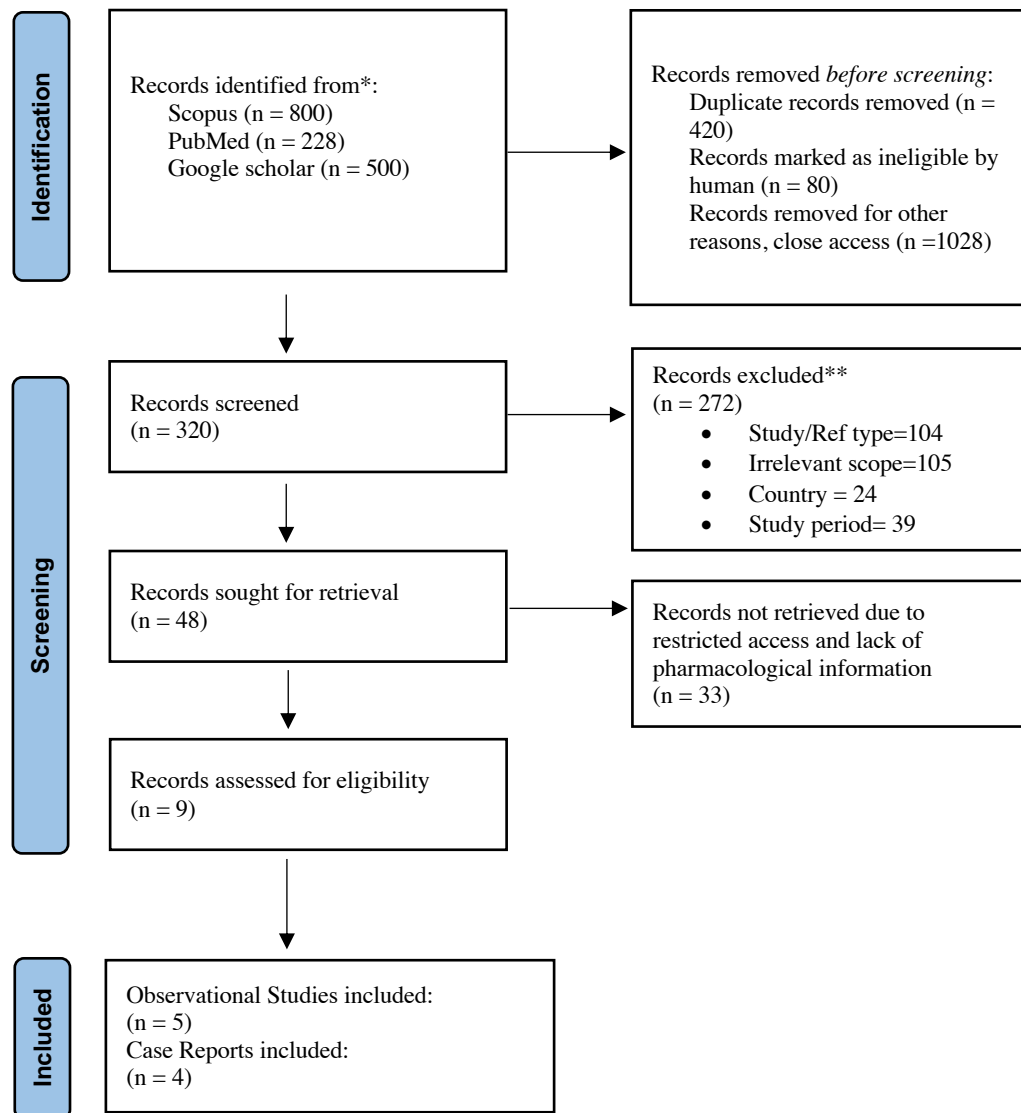 Identification
Records identified from*:
Scopus (n = 800)
PubMed (n = 228)
Google scholar (n = 500)
Records removed before screening:
Duplicate records removed (n =
420)
Records marked as ineligible by
human (n = 80)
Records removed for other
reasons, close access (n =1028)
Screening
Records screened
(n = 320)
Records excluded**
(n = 272)
• Study/Ref type=104
• Irrelevant scope=105
• Country = 24
• Study period= 39
Records sought for retrieval
(n = 48)
Records not retrieved due to
restricted access and lack of
pharmacological information
(n = 33)
Records assessed for eligibility
(n = 9)
Included
Observational Studies included:
(n = 5)
Case Reports included:
(n = 4)